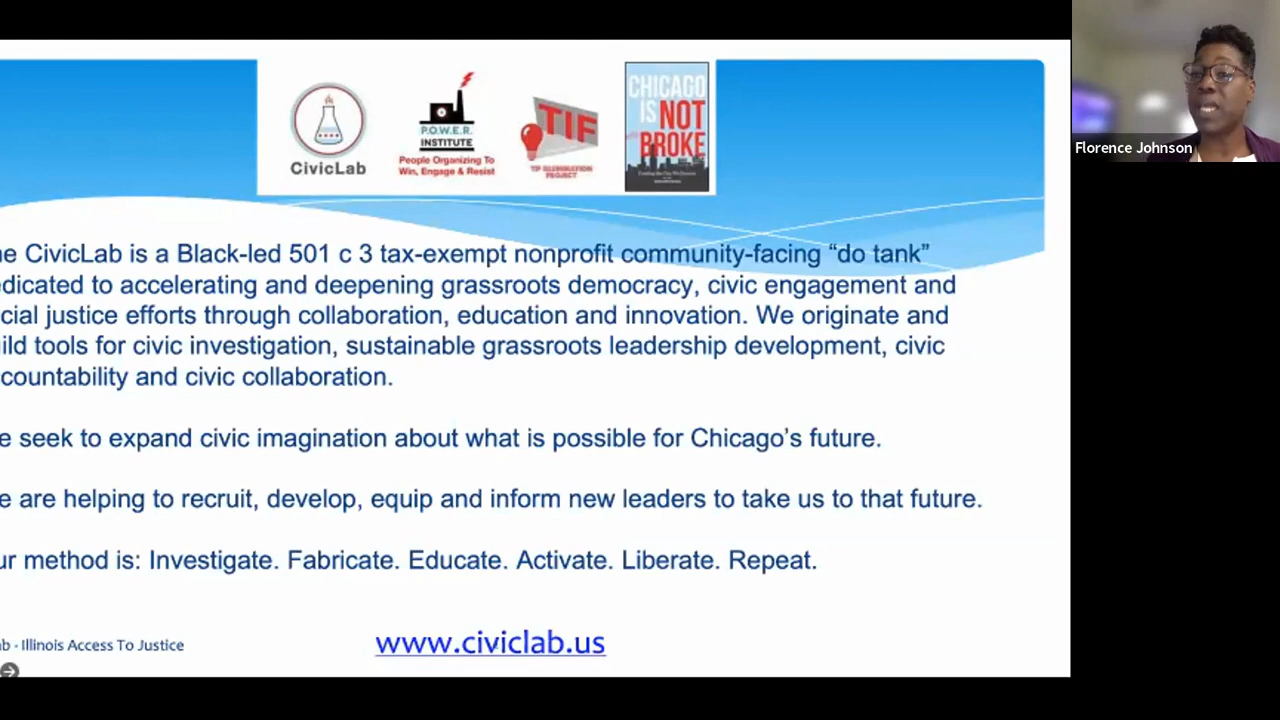 CivicLab
P.O.W.E.R.
INSTITUTE
People Organizing To
Win, Engage & Resist
TIF
TIF ILLUMINATION
PROJECT
CHICAGO
IS NOT
BROKE
Florence Johnson
e CivicLab is a Black-led 501 c 3 tax-exempt nonprofit community-facing “do tank”
dicated to accelerating and deepening grassroots democracy, civic engagement and
cial justice efforts through collaboration, education and innovation. We originate and
ild tools for civic investigation, sustainable grassroots leadership development, civic
countability and civic collaboration.
e seek to expand civic imagination about what is possible for Chicago’s future.
e are helping to recruit, develop, equip and inform new leaders to take us to that future.
ur method is: Investigate. Fabricate. Educate. Activate. Liberate. Repeat.
b - Illinois Access To Justice
www.civiclab.us